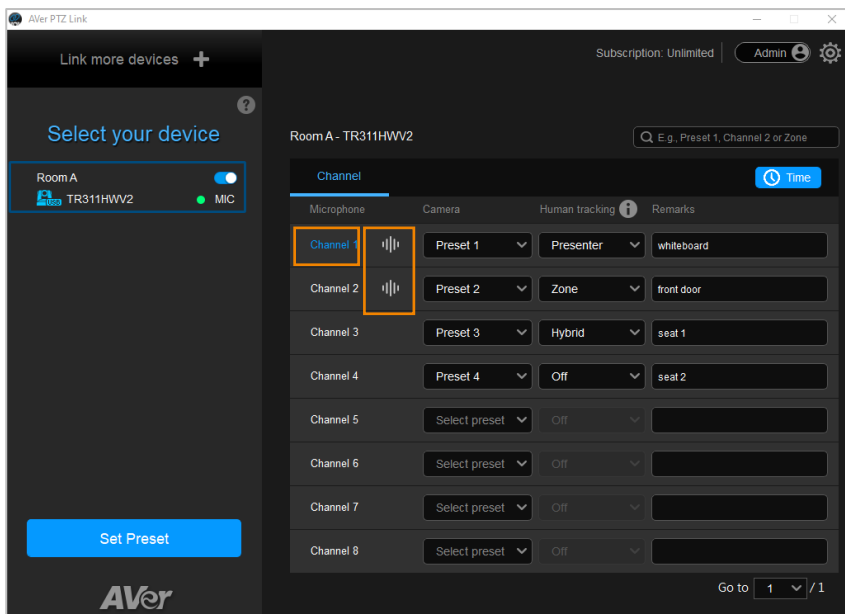 AVer PTZ Link
Link more devices +
Subscription: Unlimited
Admin
?
Select your device
Room A
USB TR311HWV2 MIC
Set Preset
AVer
Room A - TR311HWV2
E.g., Preset 1, Channel 2 or Zone
Channel
Time
Microphone Camera Human tracking i Remarks
Channel 1 Preset 1 Presenter whiteboard
Channel 2 Preset 2 Zone front door
Channel 3 Preset 3 Hybrid seat 1
Channel 4 Preset 4 Off seat 2
Channel 5 Select preset Off
Channel 6 Select preset Off
Channel 7 Select preset Off
Channel 8 Select preset Off
Go to 1 / 1